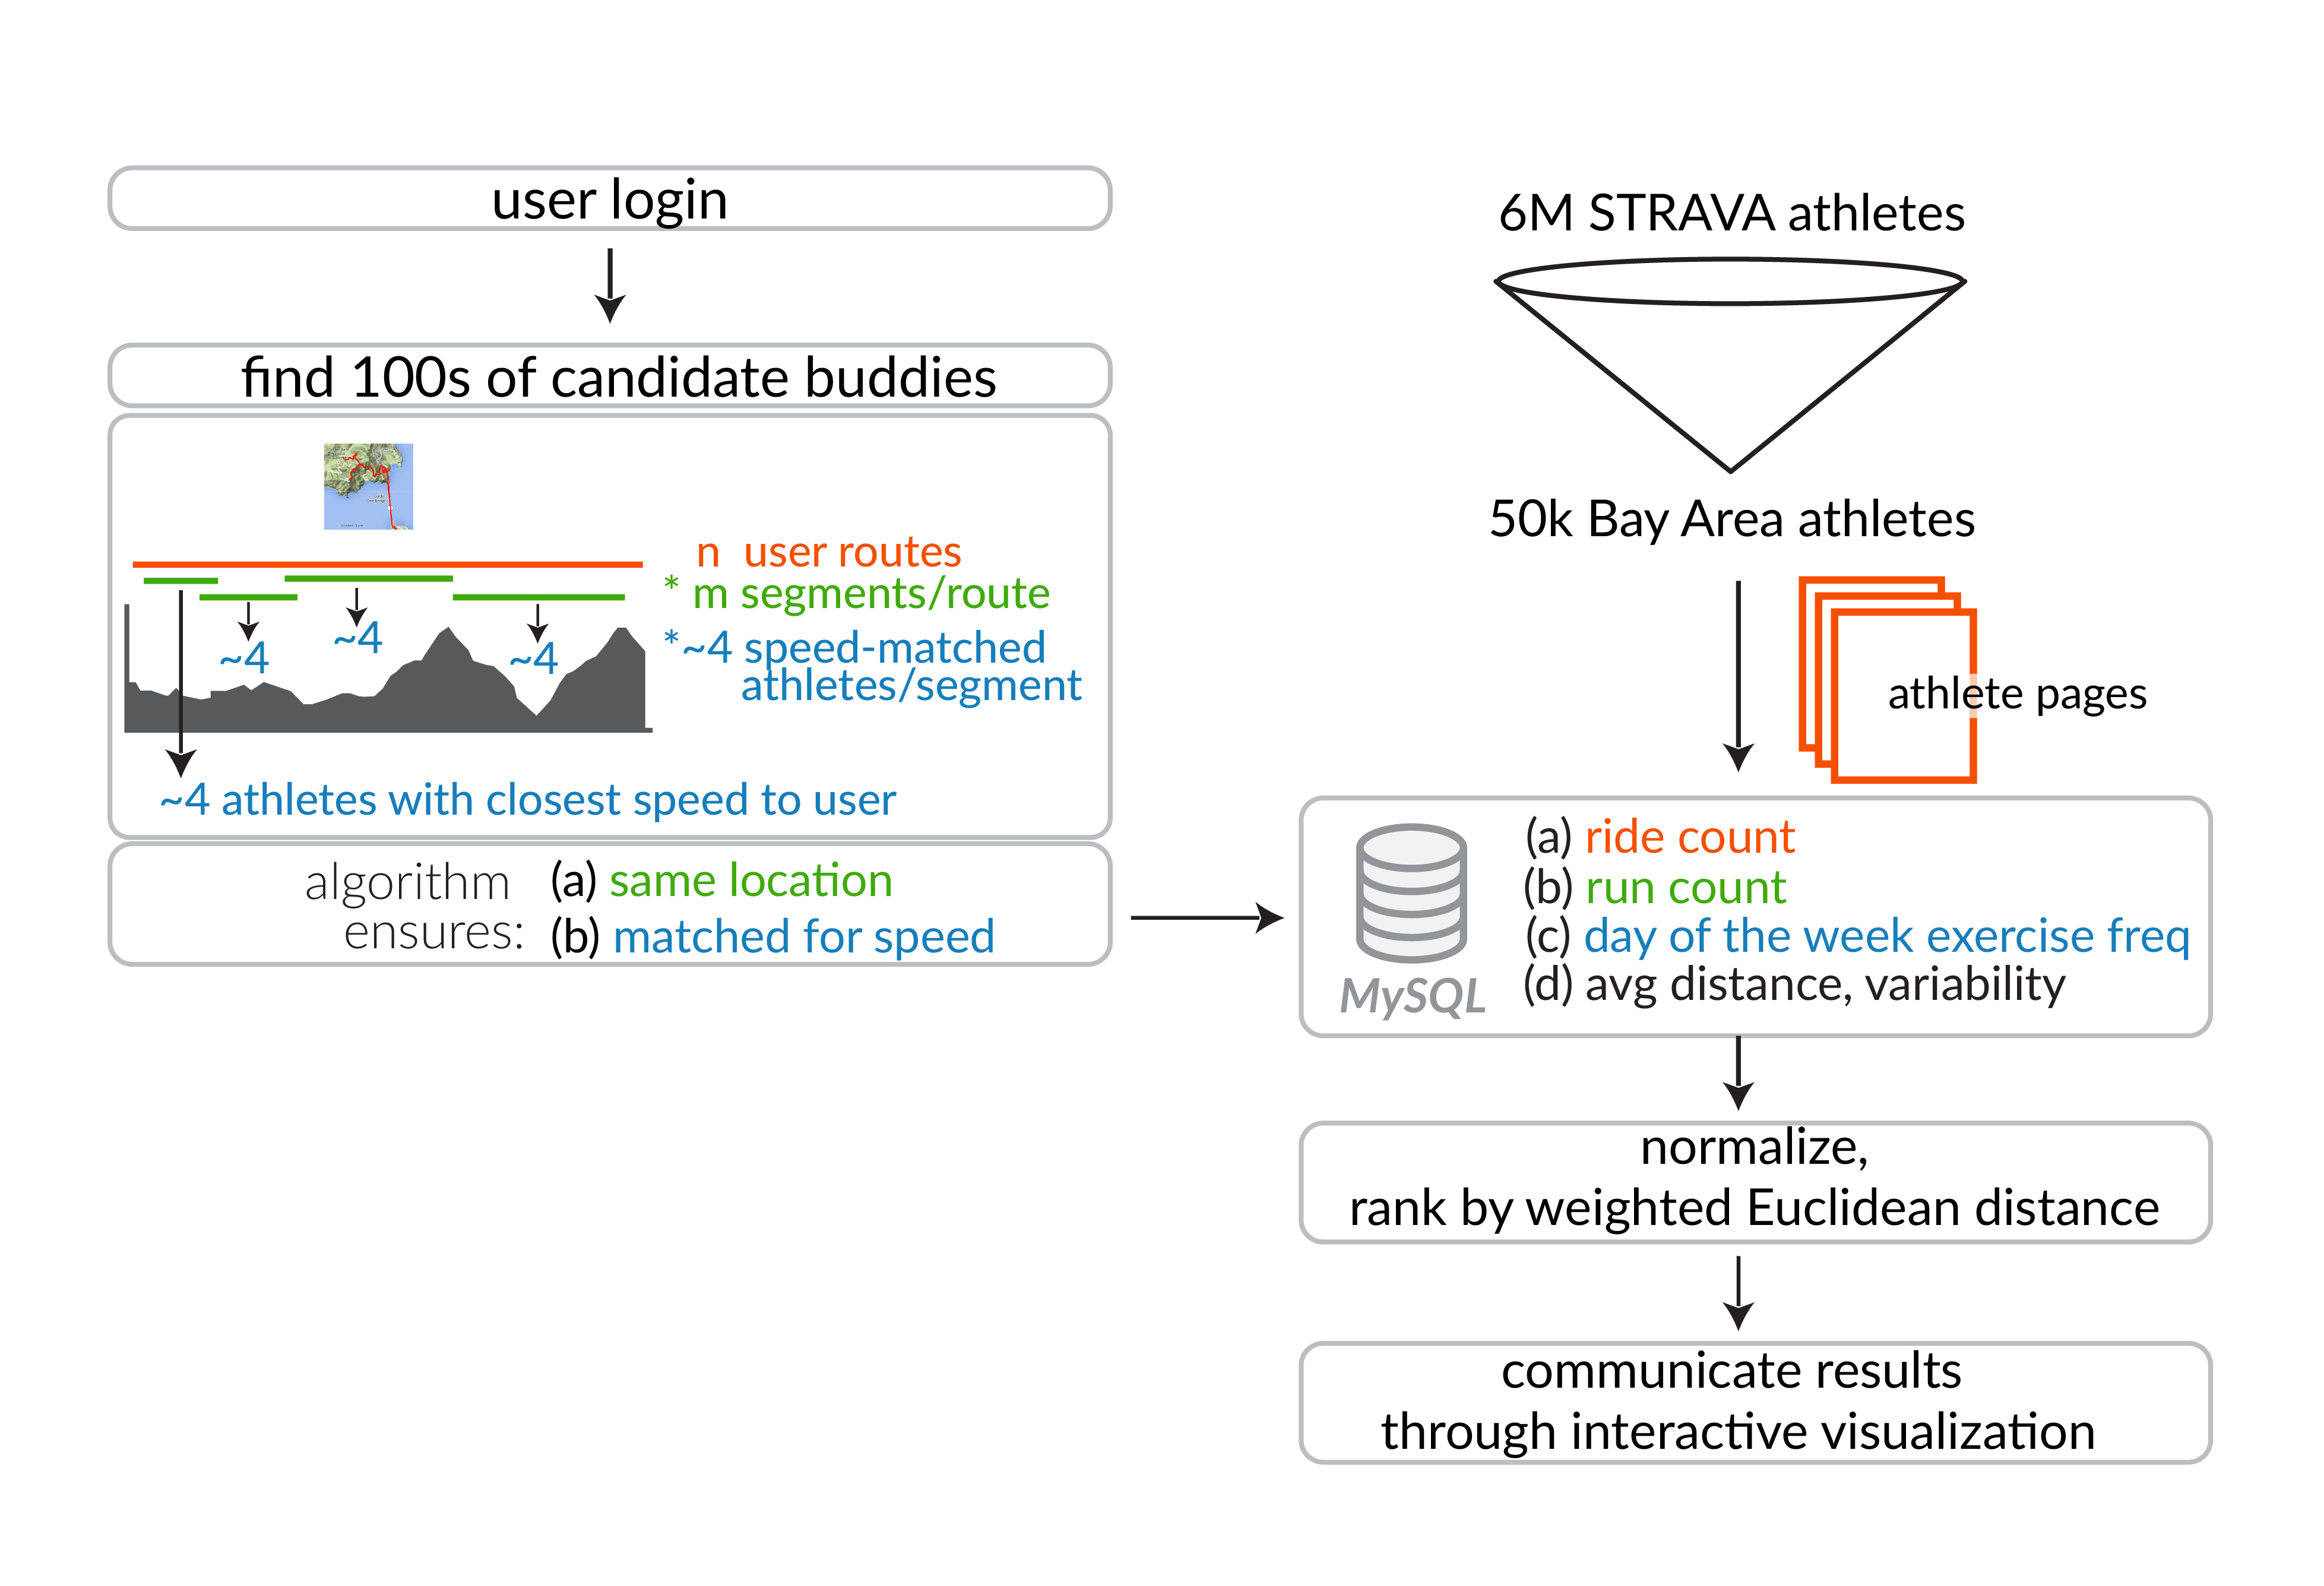 user login
find 100s of candidate buddies
n user routes
* m segments/route
*~4 speed-matched
athletes/segment
~4
~4
~4
~4 athletes with closest speed to user
algorithm
ensures:
(a) same location
(b) matched for speed
6M STRAVA athletes
50k Bay Area athletes
athlete pages
MySQL
(a) ride count
(b) run count
(c) day of the week exercise freq
(d) avg distance, variability
normalize,
rank by weighted Euclidean distance
communicate results
through interactive visualization